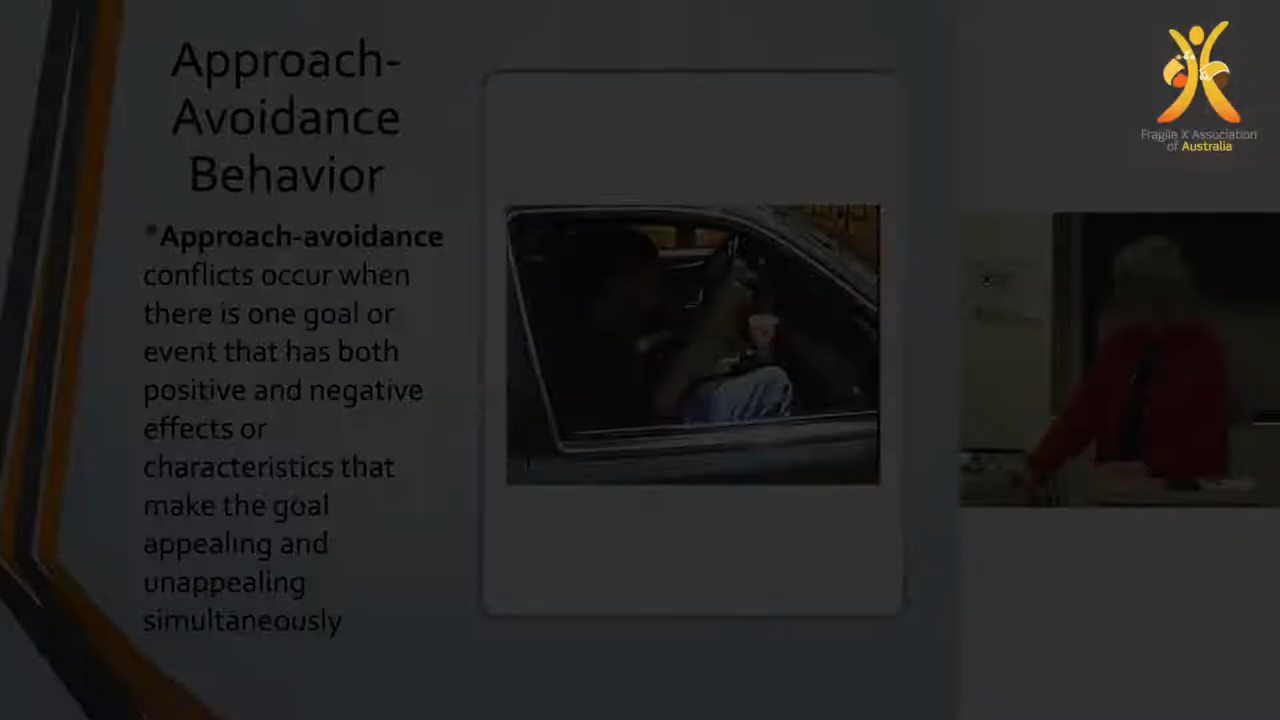 Approach-
Avoidance
Behavior
*Approach-avoidance
conflicts occur when
there is one goal or
event that has both
positive and negative
effects or
characteristics that
make the goal
appealing and
unappealing
simultaneously
Fragile X Association
of Australia